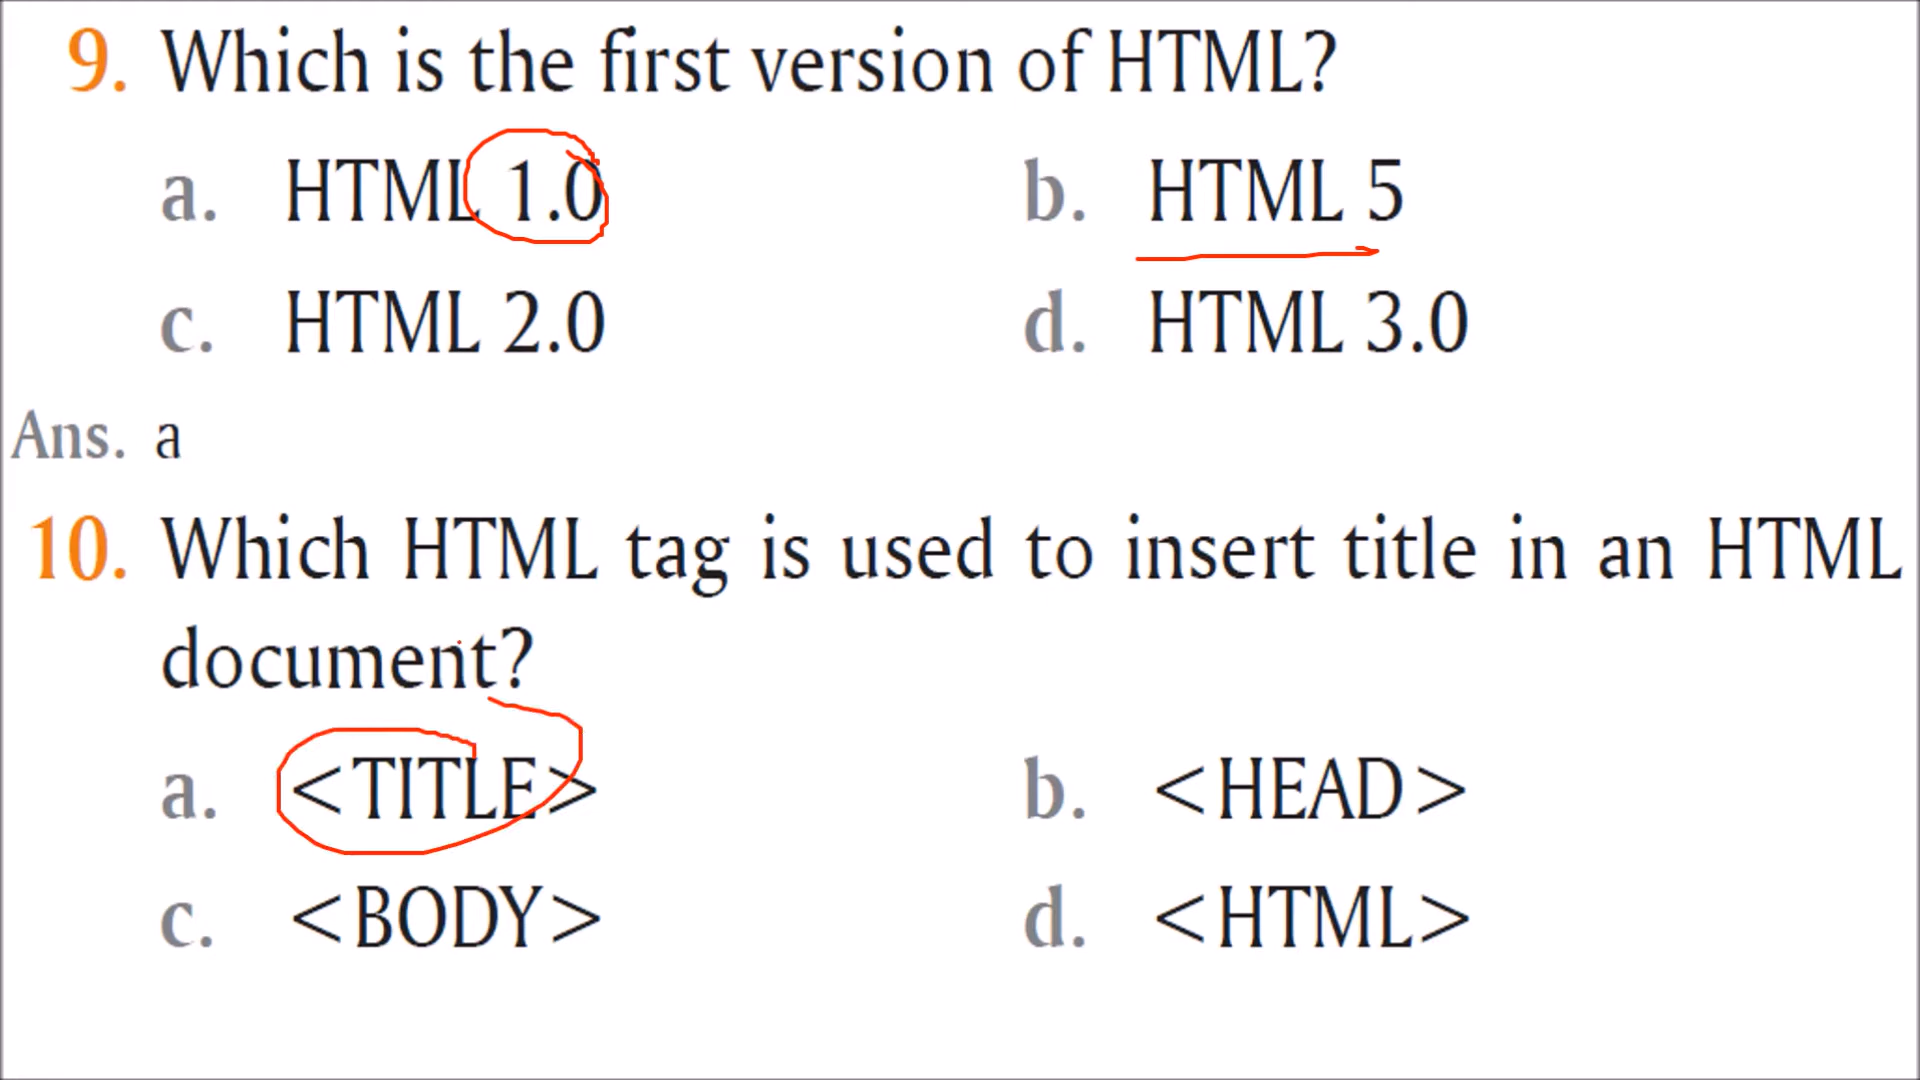 9. Which is the first version of HTML?
a. HTML 1.0 b. HTML 5
c. HTML 2.0 d. HTML 3.0
Ans. a
10. Which HTML tag is used to insert title in an HTML
document?
a. <TITLE> b. <HEAD>
c. <BODY> d. <HTML>